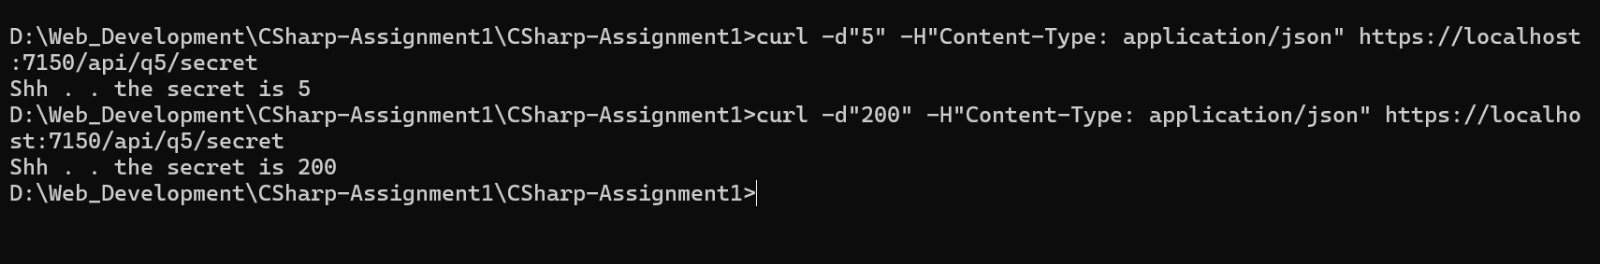 D:\Web_Development\CSharp-Assignment1\CSharp-Assignment1>curl -d"5" -H"Content-Type: application/json" https://localhost
:7150/api/q5/secret
Shh . . the secret is 5
D:\Web_Development\CSharp-Assignment1\CSharp-Assignment1>curl -d"200" -H"Content-Type: application/json" https://localho
st:7150/api/q5/secret
Shh . . the secret is 200
D:\Web_Development\CSharp-Assignment1\CSharp-Assignment1>